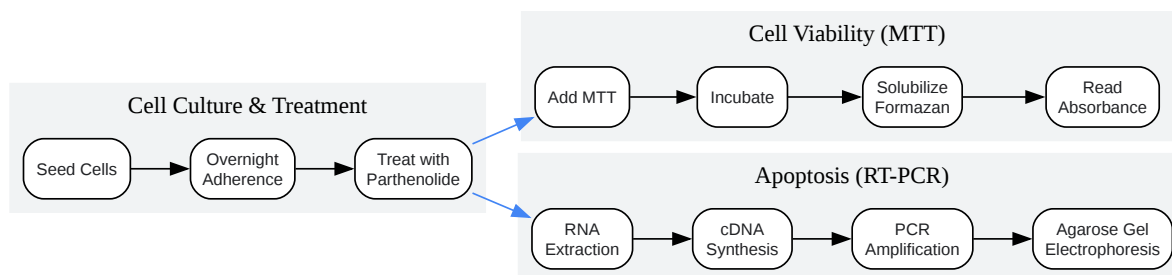 Cell Culture & Treatment
Seed Cells
Overnight
Adherence
Treat with
Parthenolide
Cell Viability (MTT)
Add MTT
Incubate
Solubilize
Formazan
Read
Absorbance
Apoptosis (RT-PCR)
RNA
Extraction
cDNA
Synthesis
PCR
Amplification
Agarose Gel
Electrophoresis